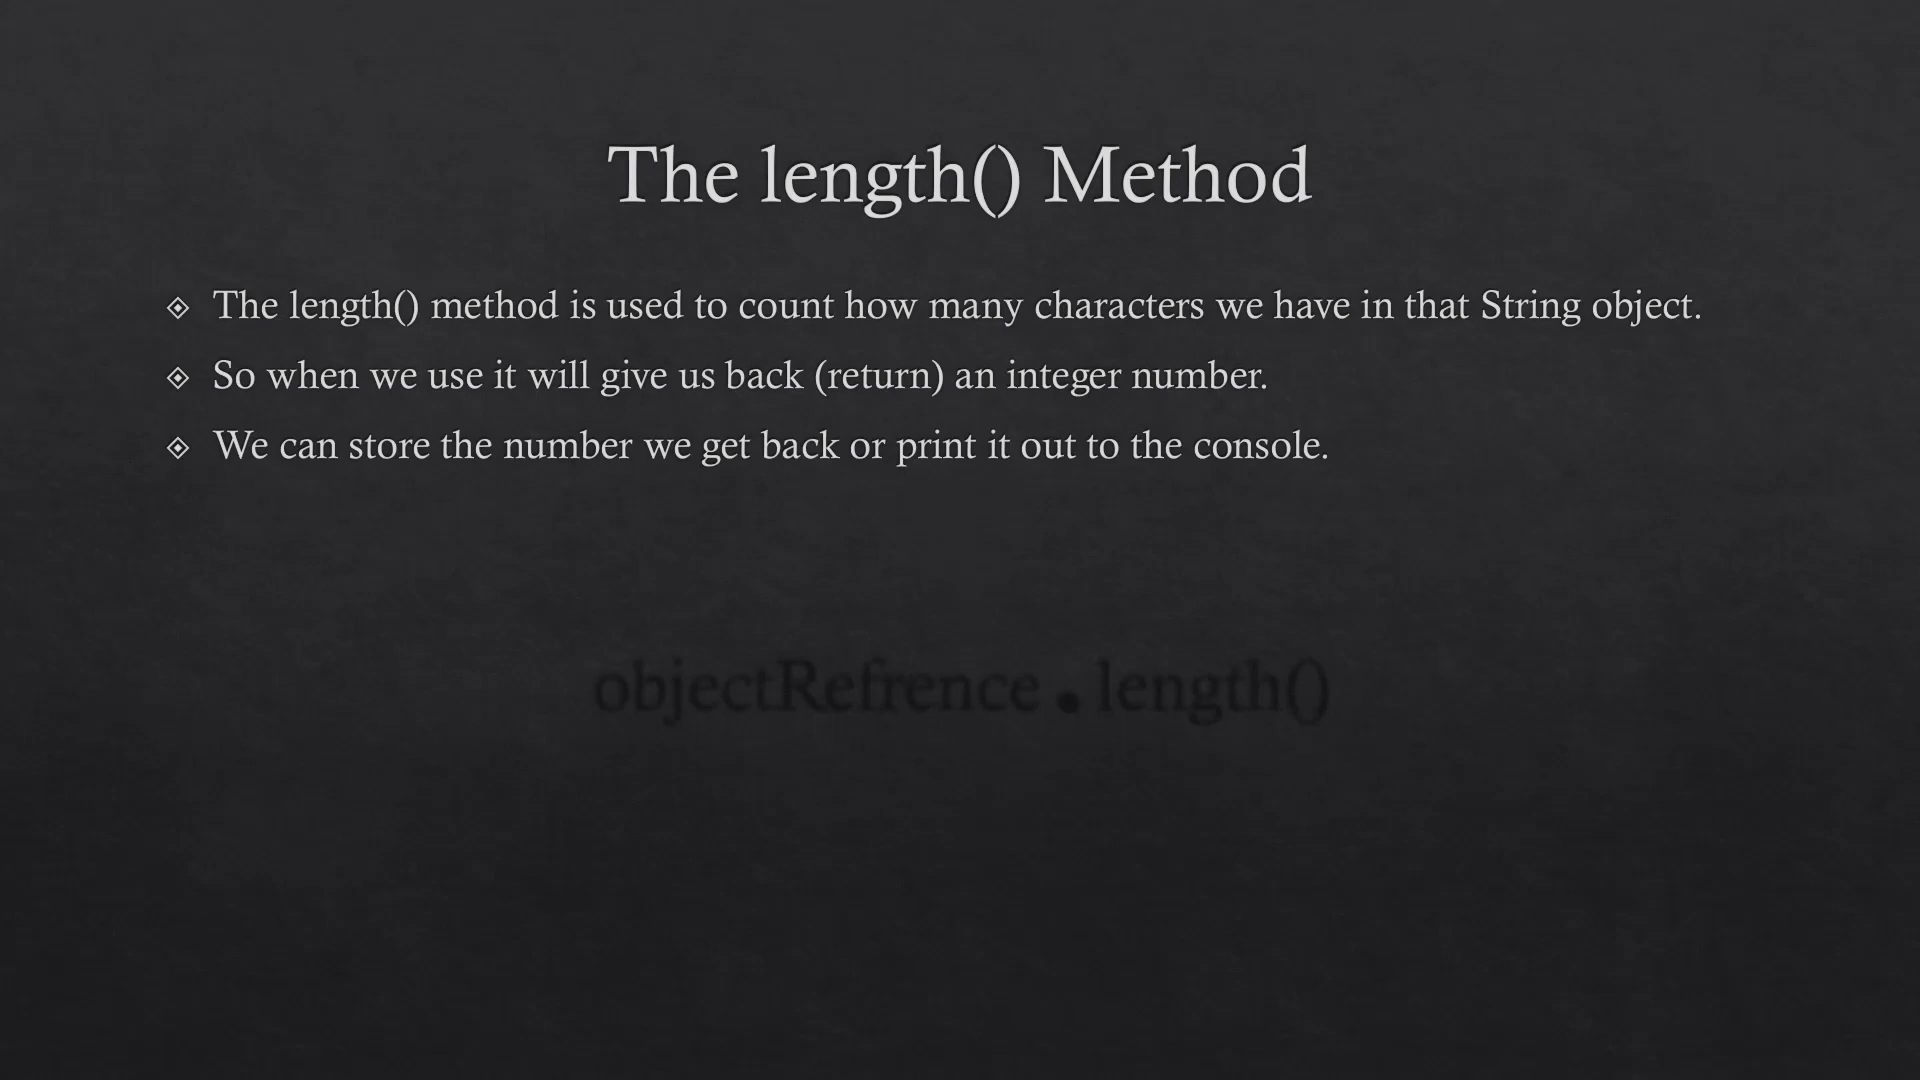 The length() Method
The length() method is used to count how many characters we have in that String object.
So when we use it will give us back (return) an integer number.
We can store the number we get back or print it out to the console.
objectRefrence . length()